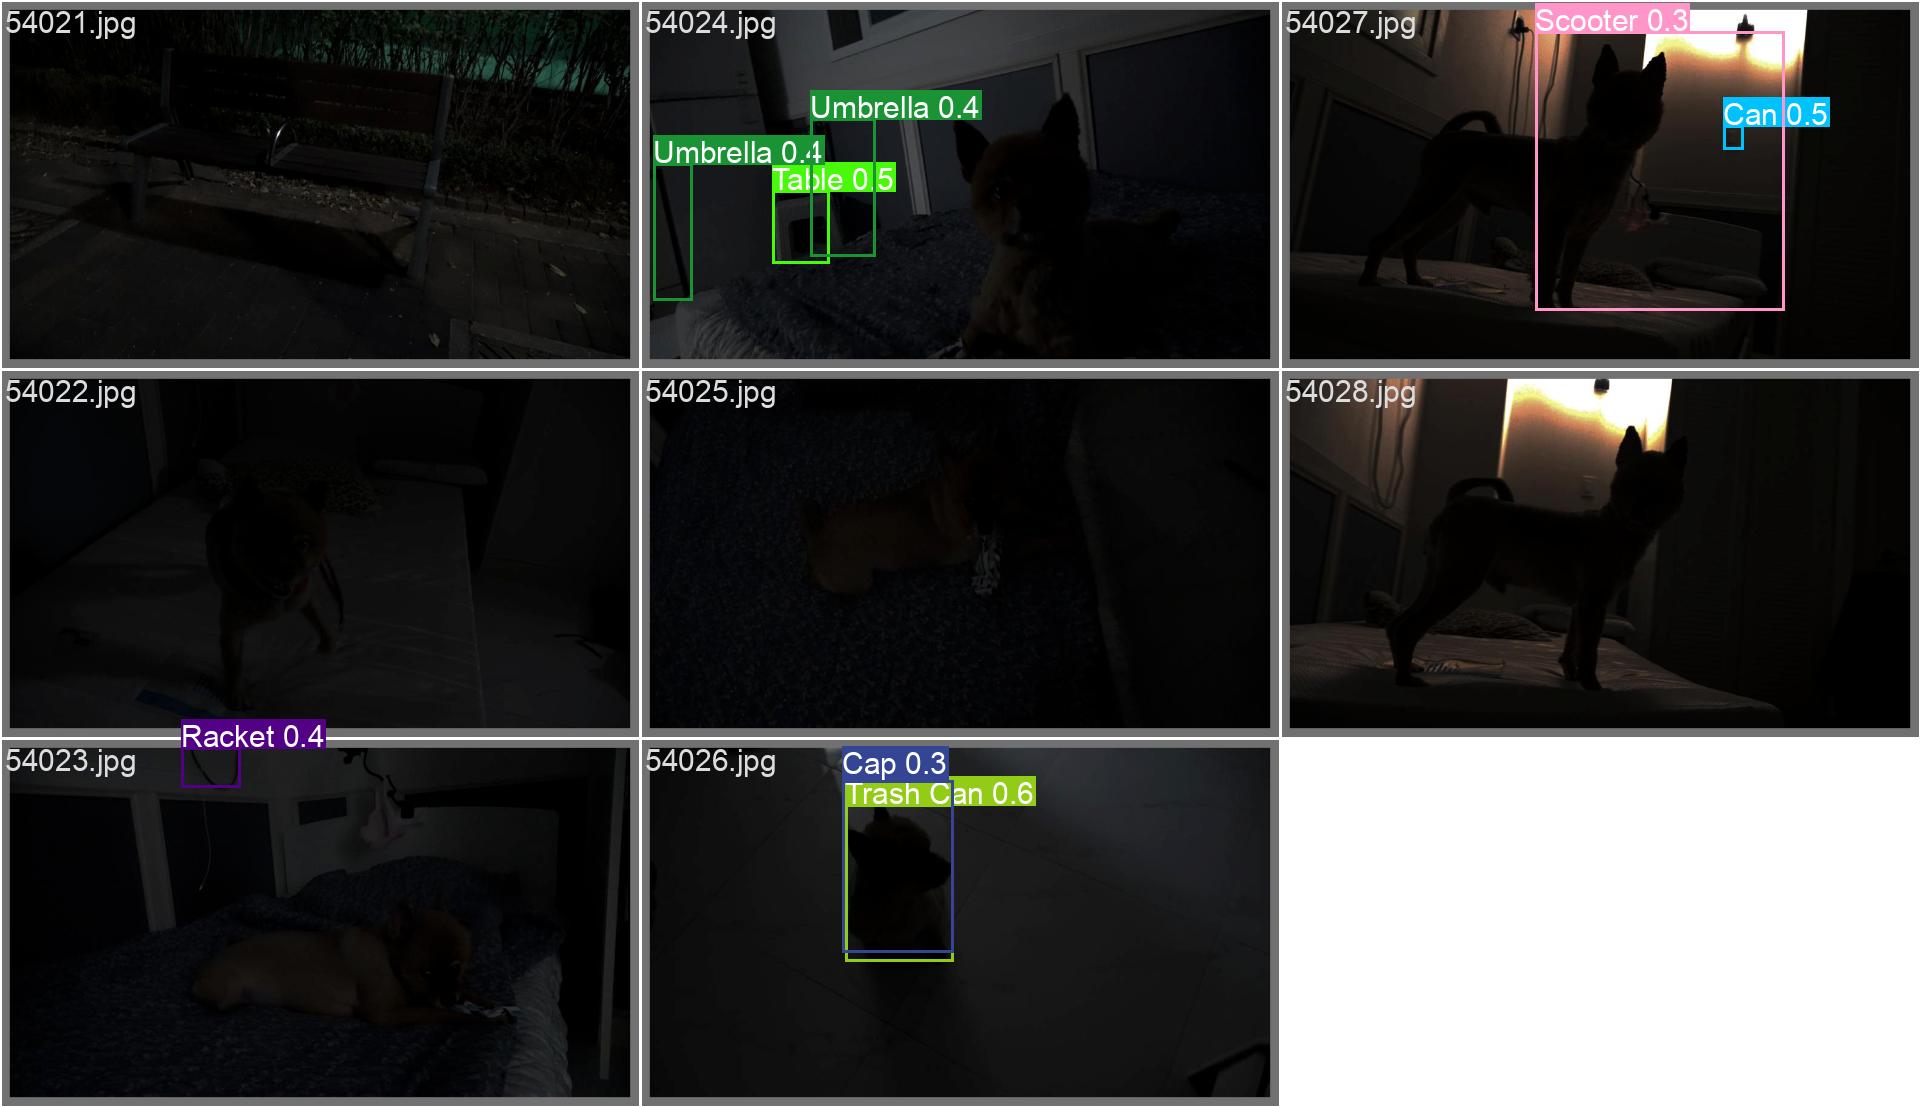 54021.jpg
54024.jpg
Umbrella 0.4
Umbrella 0.4
Table 0.5
54027.jpg
Scooter 0.3
Can 0.5
54022.jpg
54025.jpg
54028.jpg
54023.jpg
Racket 0.4
54026.jpg
Cap 0.3
Trash Can 0.6